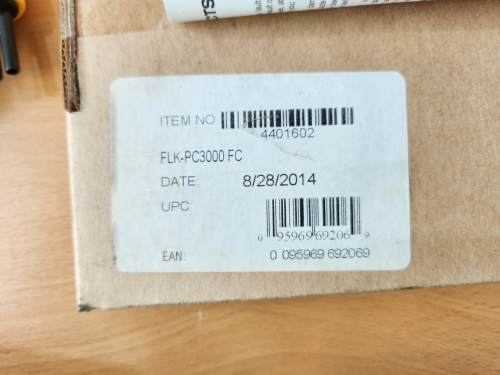 ITEM NO
4401602
FLK-PC3000 FC
DATE: 8/28/2014
UPC
0 95969 69206 9
EAN 0 095969 692069